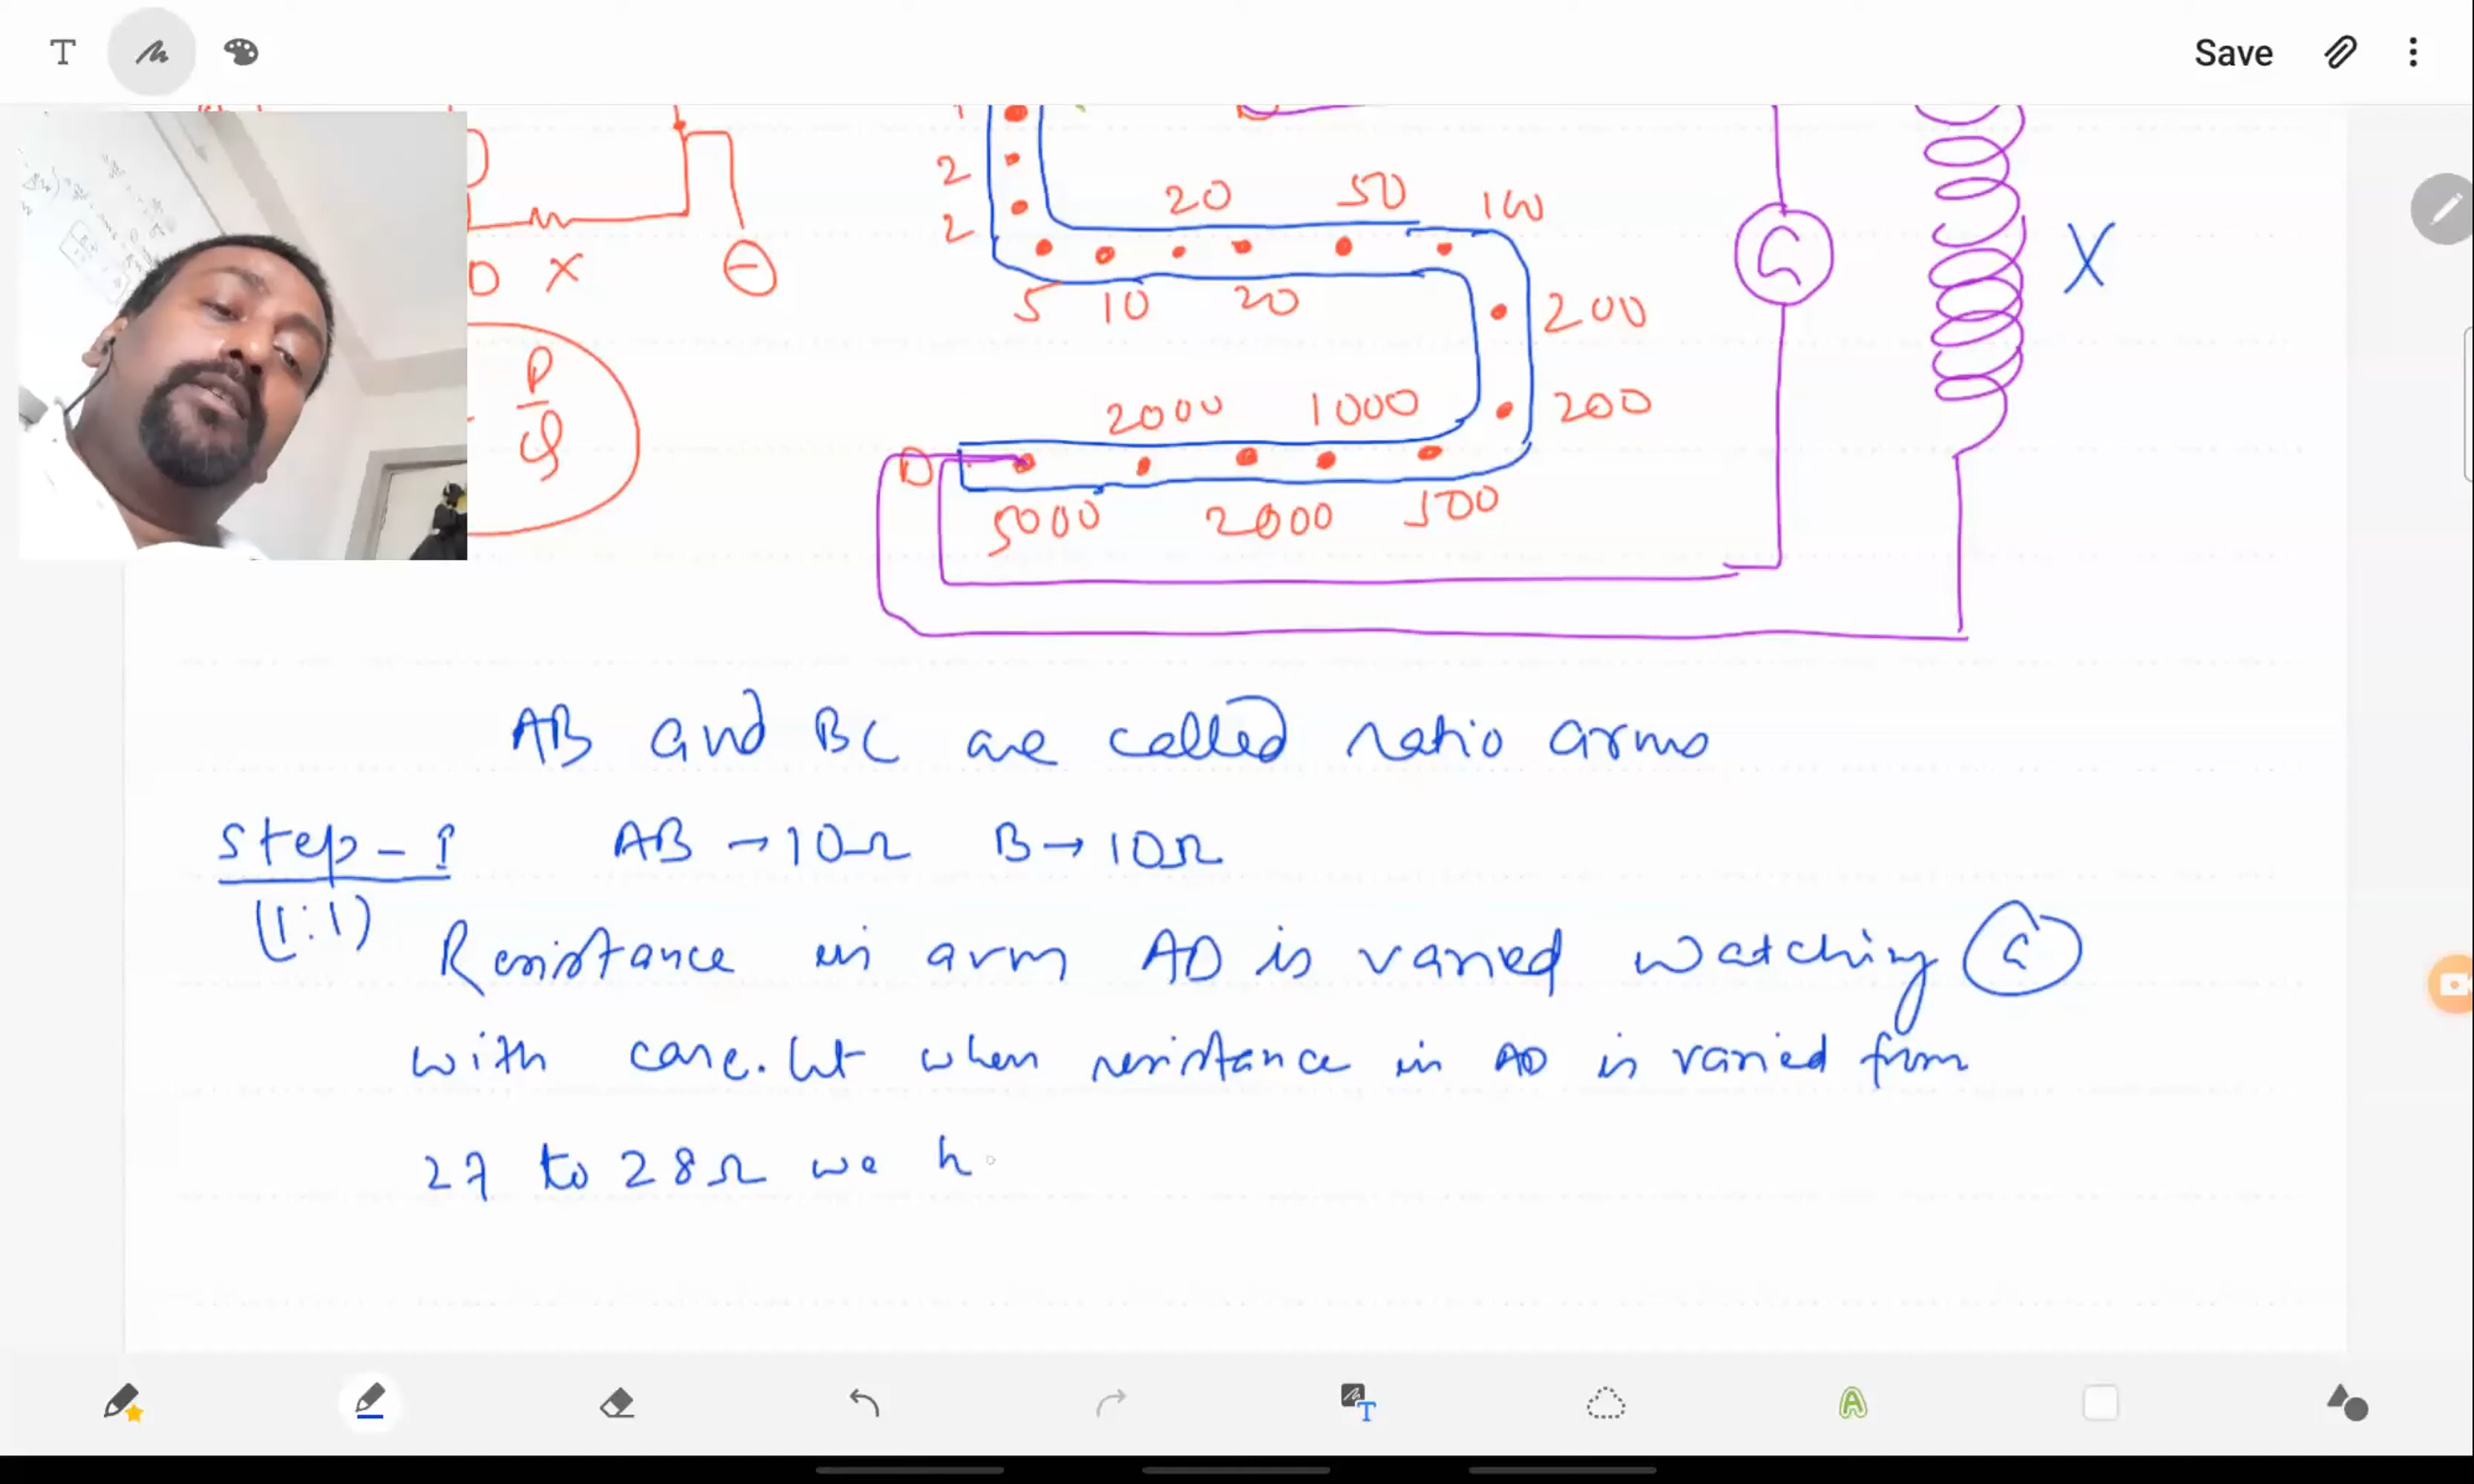 T Save
2
2 20 50 100
X G X
5 10 20 200
P
Q
2000 1000 200
D
5000 2000 500
AB and BC are called ratio arms
Step-1 AB → 10Ω B → 10Ω
(1:1) Resistance in arm AD is varied watching G
with care. Let when resistance in AD is varied from
27 to 28Ω we h
T A